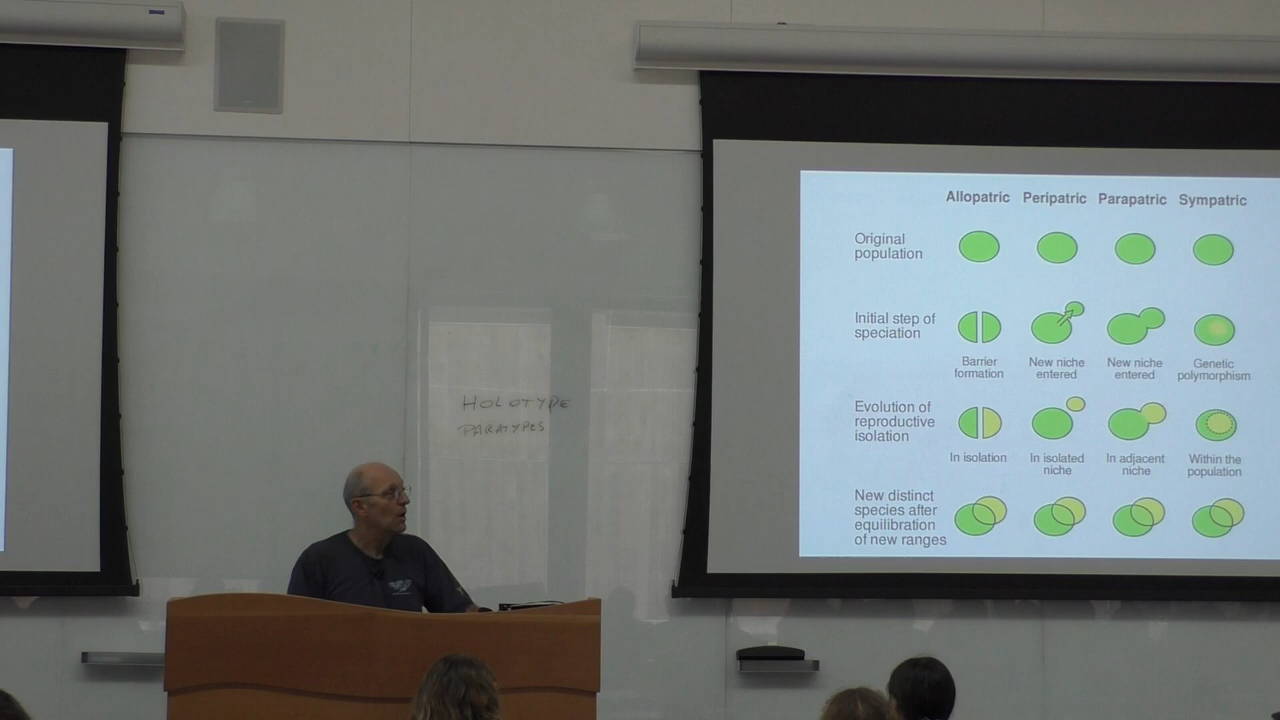 HOLOTYPE
PARATYPES
Allopatric Peripatric Parapatric Sympatric
Original
population
Initial step of
speciation
Barrier
formation
New niche
entered
New niche
entered
Genetic
polymorphism
Evolution of
reproductive
isolation
In isolation
In isolated
niche
In adjacent
niche
Within the
population
New distinct
species after
equilibration
of new ranges